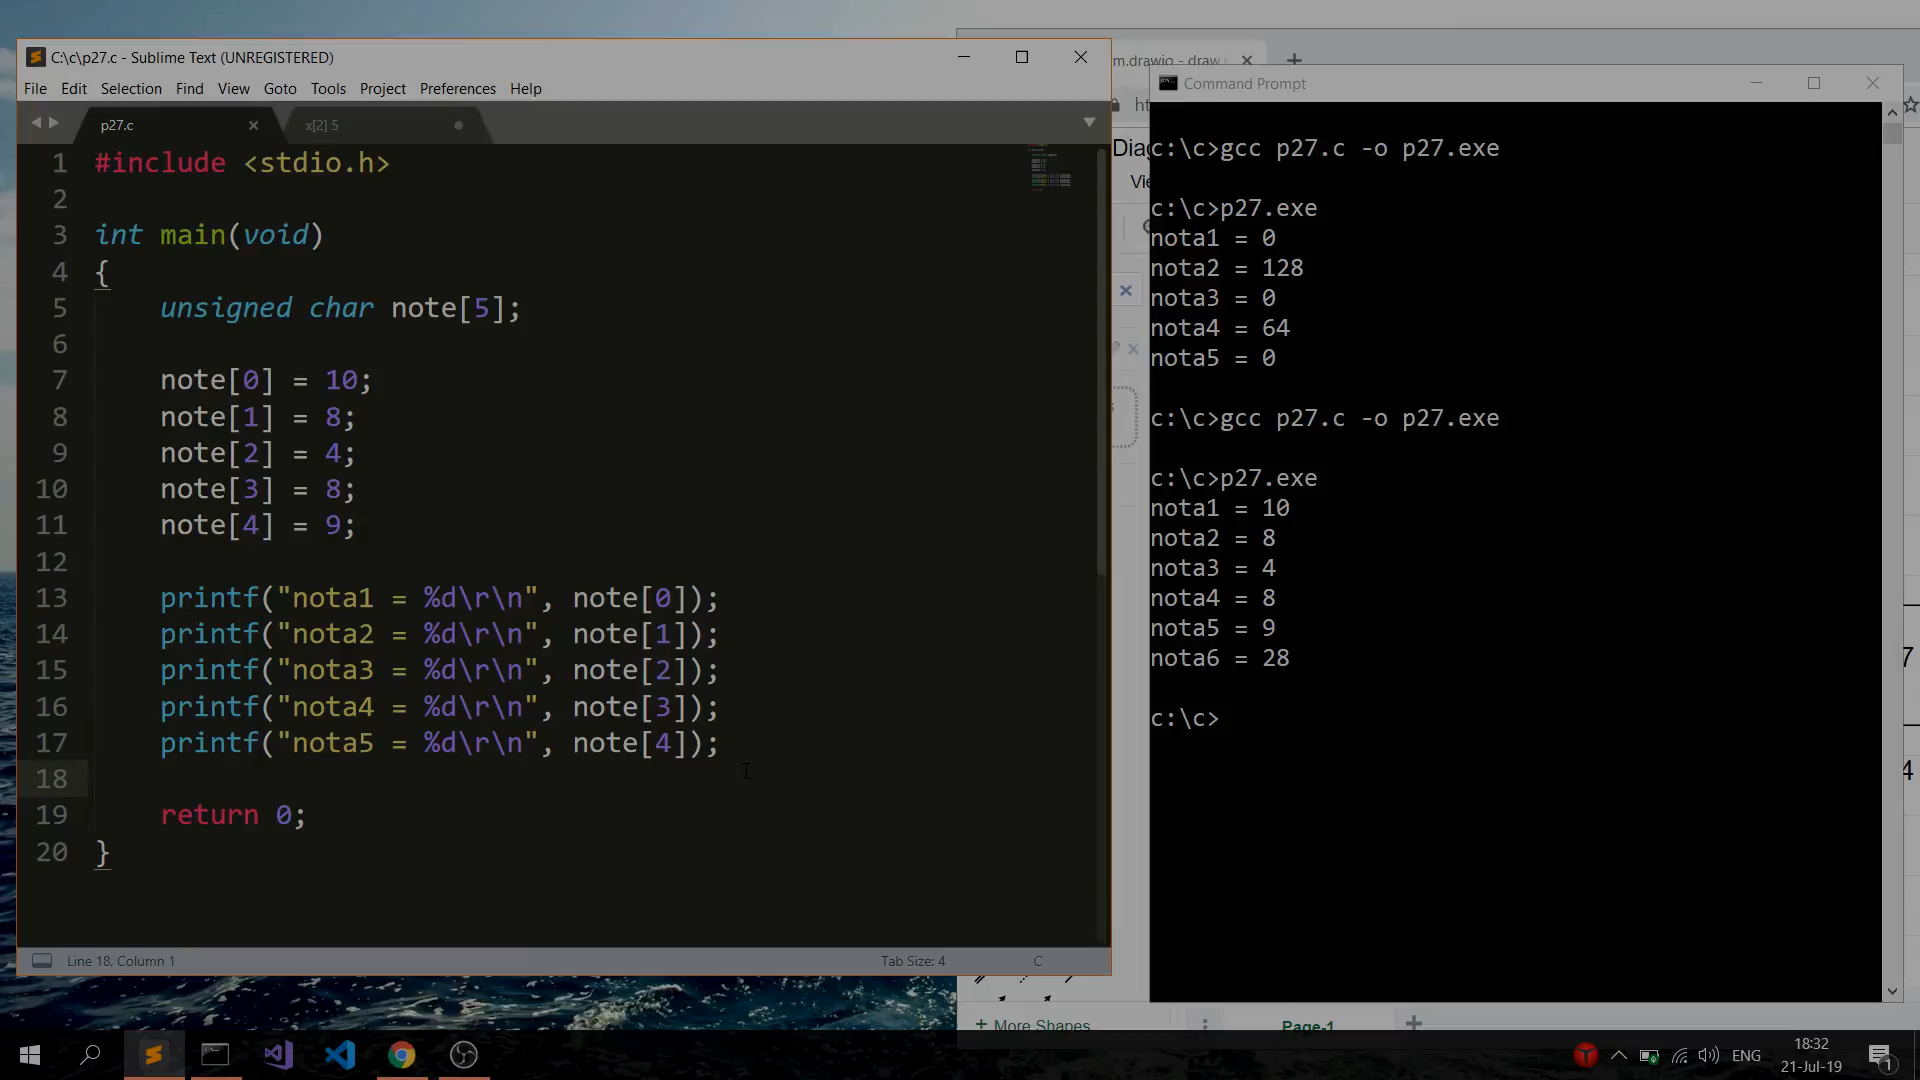 C:\c\p27.c - Sublime Text (UNREGISTERED)
File Edit Selection Find View Goto Tools Project Preferences Help
p27.c x[2] 5
1 #include <stdio.h>
2
3 int main(void)
4 {
5 unsigned char note[5];
6
7 note[0] = 10;
8 note[1] = 8;
9 note[2] = 4;
10 note[3] = 8;
11 note[4] = 9;
12
13 printf("nota1 = %d\r\n", note[0]);
14 printf("nota2 = %d\r\n", note[1]);
15 printf("nota3 = %d\r\n", note[2]);
16 printf("nota4 = %d\r\n", note[3]);
17 printf("nota5 = %d\r\n", note[4]);
18
19 return 0;
20 }
Line 18, Column 1 Tab Size: 4 C
m.drawio - draw
Command Prompt
c:\c>gcc p27.c -o p27.exe
c:\c>p27.exe
nota1 = 0
nota2 = 128
nota3 = 0
nota4 = 64
nota5 = 0
c:\c>gcc p27.c -o p27.exe
c:\c>p27.exe
nota1 = 10
nota2 = 8
nota3 = 4
nota4 = 8
nota5 = 9
nota6 = 28
c:\c>
7
4
+ More Shapes Page-1
ENG 18:32
21-Jul-19 1